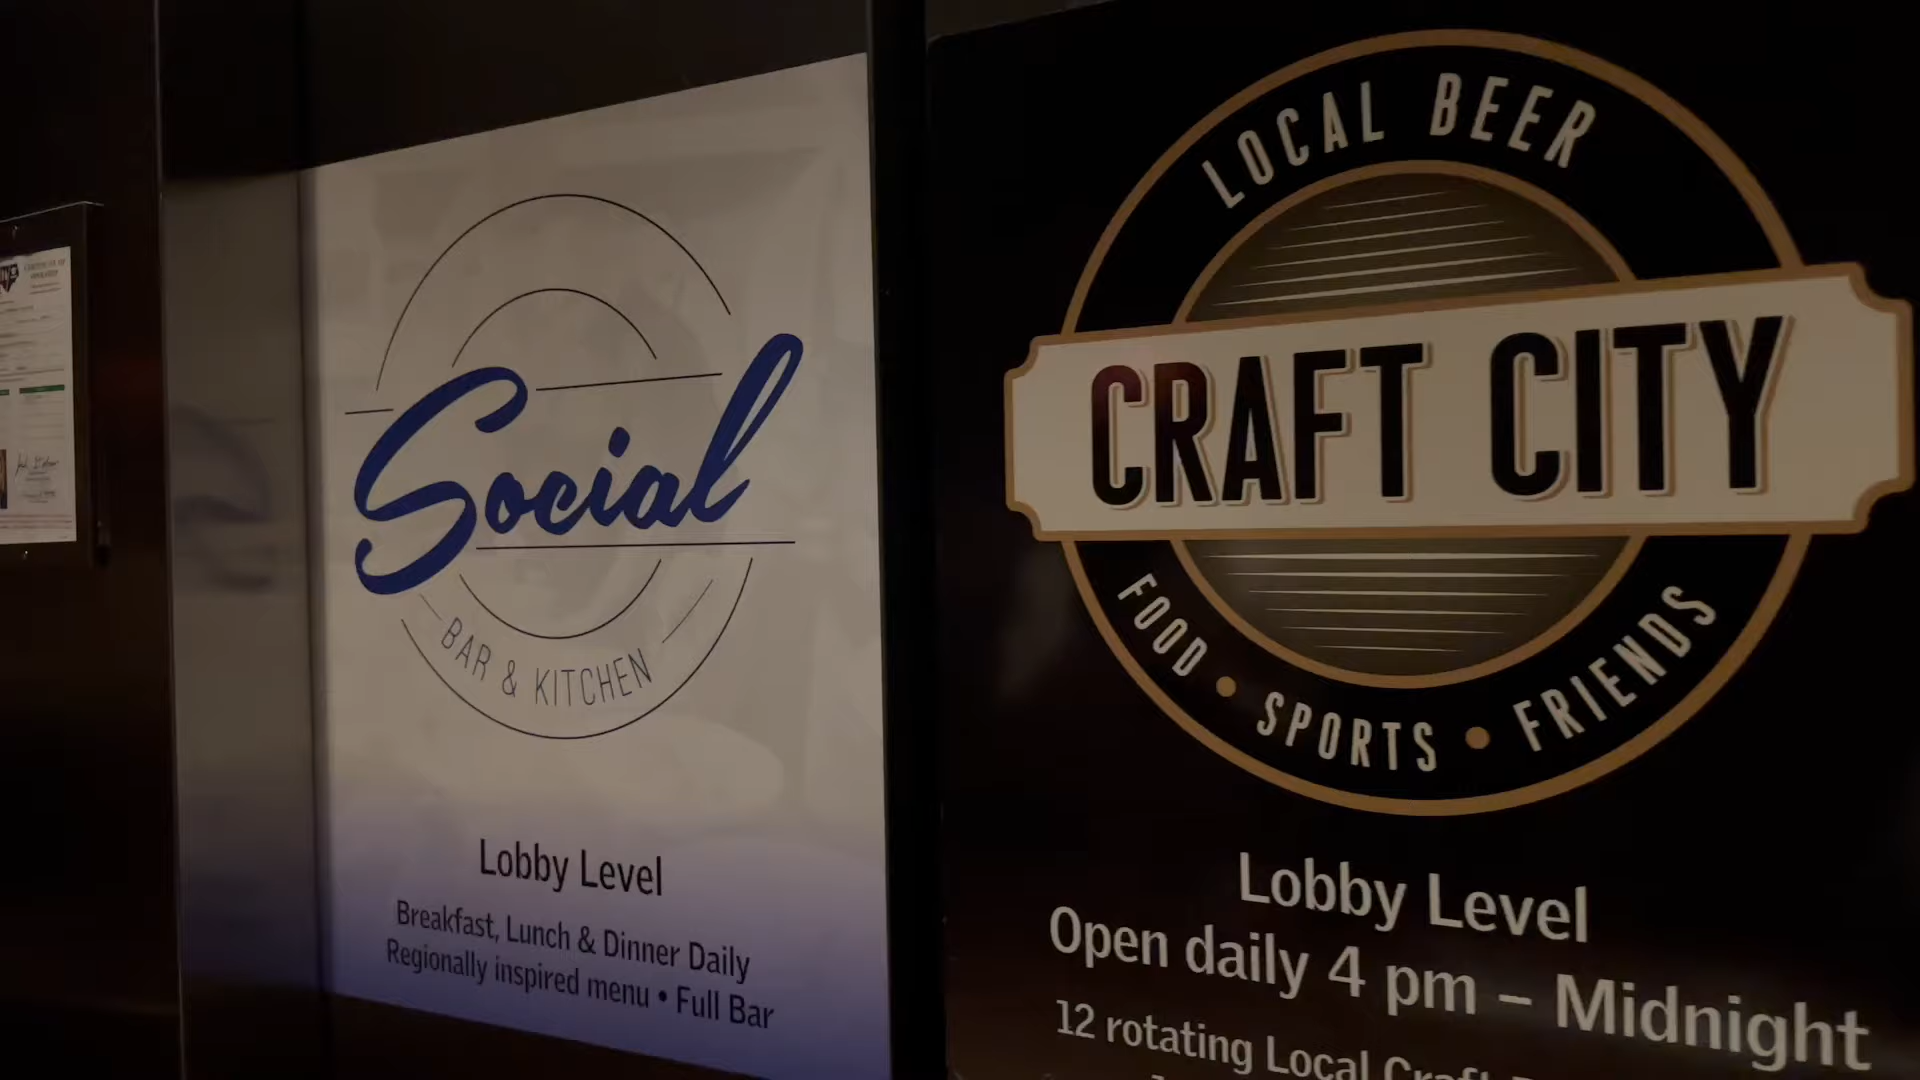 Social
BAR & KITCHEN
Lobby Level
Breakfast, Lunch & Dinner Daily
Regionally inspired menu • Full Bar
LOCAL BEER
CRAFT CITY
FOOD • SPORTS • FRIENDS
Lobby Level
Open daily 4 pm – Midnight
12 rotating Local Craft